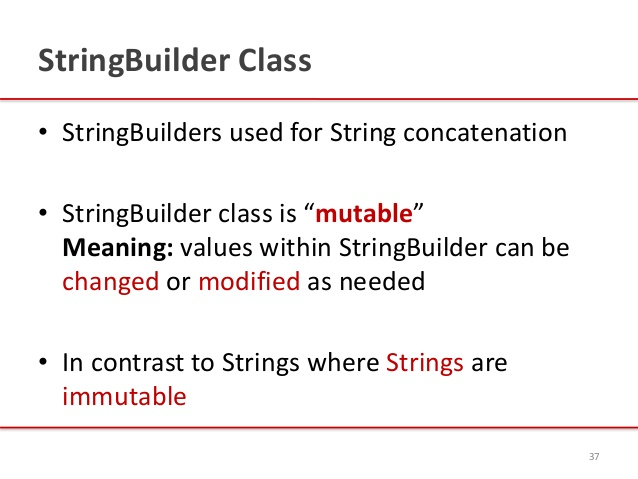 StringBuilder Class
• StringBuilders used for String concatenation
• StringBuilder class is “mutable”
Meaning: values within StringBuilder can be
changed or modified as needed
• In contrast to Strings where Strings are
immutable
37